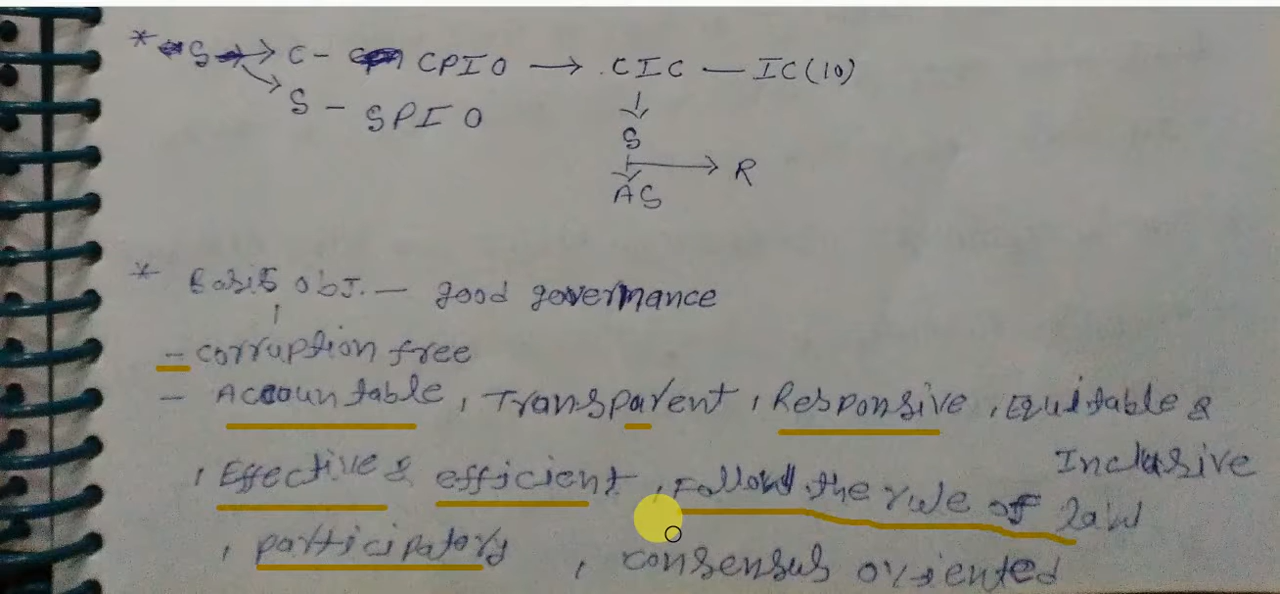 * S → C - CPIO → CIC — IC (10)
S - SPIO
↓
S
→ R
AS
* Basis obj. — good governance
- corruption free
- Accountable, Transparent, Responsive, Equitable &
Inclusive
, Effective & efficient, Follow the rule of law
, participatory, consensus oriented